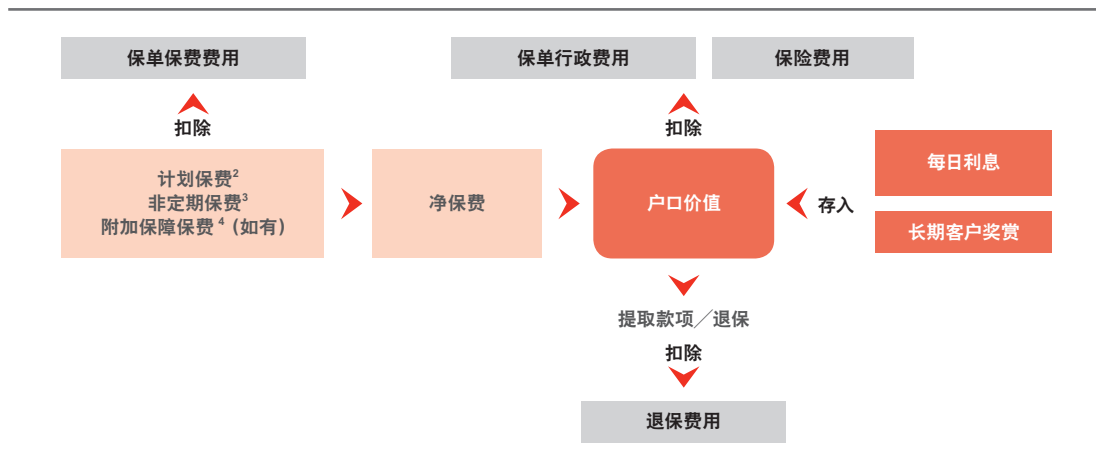 保单保费费用
保单行政费用
保险费用
扣除
扣除
计划保费²
非定期保费³
附加保障保费⁴ (如有)
净保费
户口价值
存入
每日利息
长期客户奖赏
提取款项／退保
扣除
退保费用